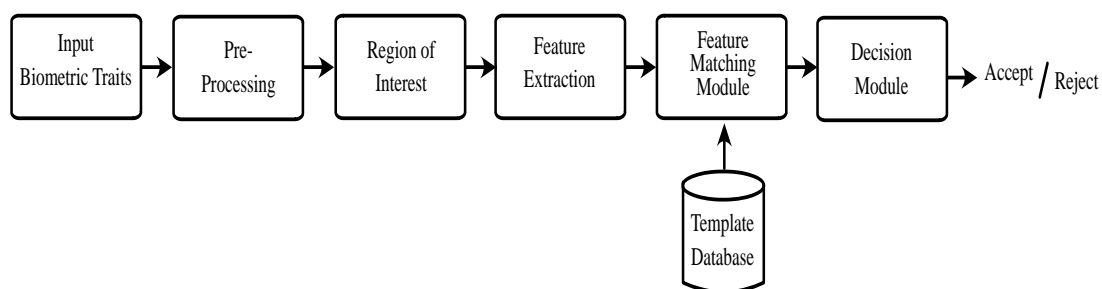 Input
Biometric Traits
Pre-
Processing
Region of
Interest
Feature
Extraction
Feature
Matching
Module
Decision
Module
Accept / Reject
Template
Database